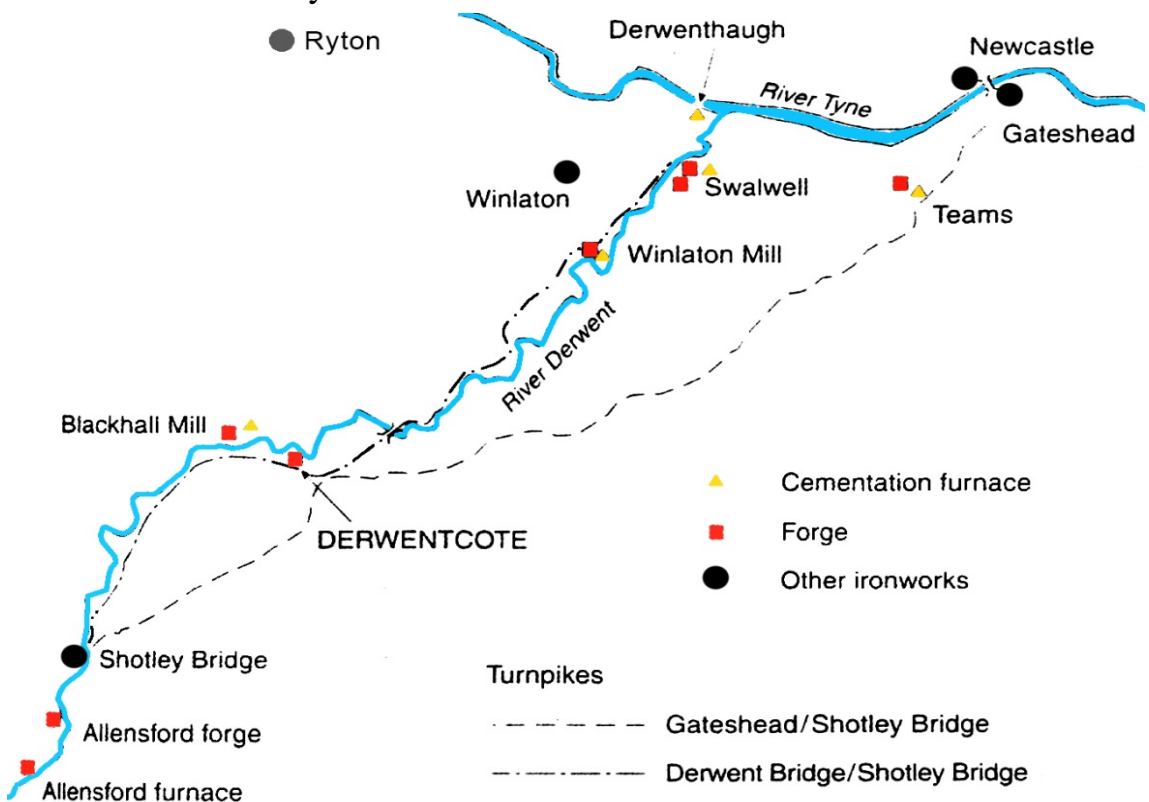 Ryton
Derwenthaugh
Newcastle
River Tyne
Gateshead
Winlaton
Swalwell
Teams
Winlaton Mill
River Derwent
Blackhall Mill
DERWENTCOTE
Cementation furnace
Forge
Other ironworks
Shotley Bridge
Turnpikes
Allensford forge
Gateshead/Shotley Bridge
Derwent Bridge/Shotley Bridge
Allensford furnace